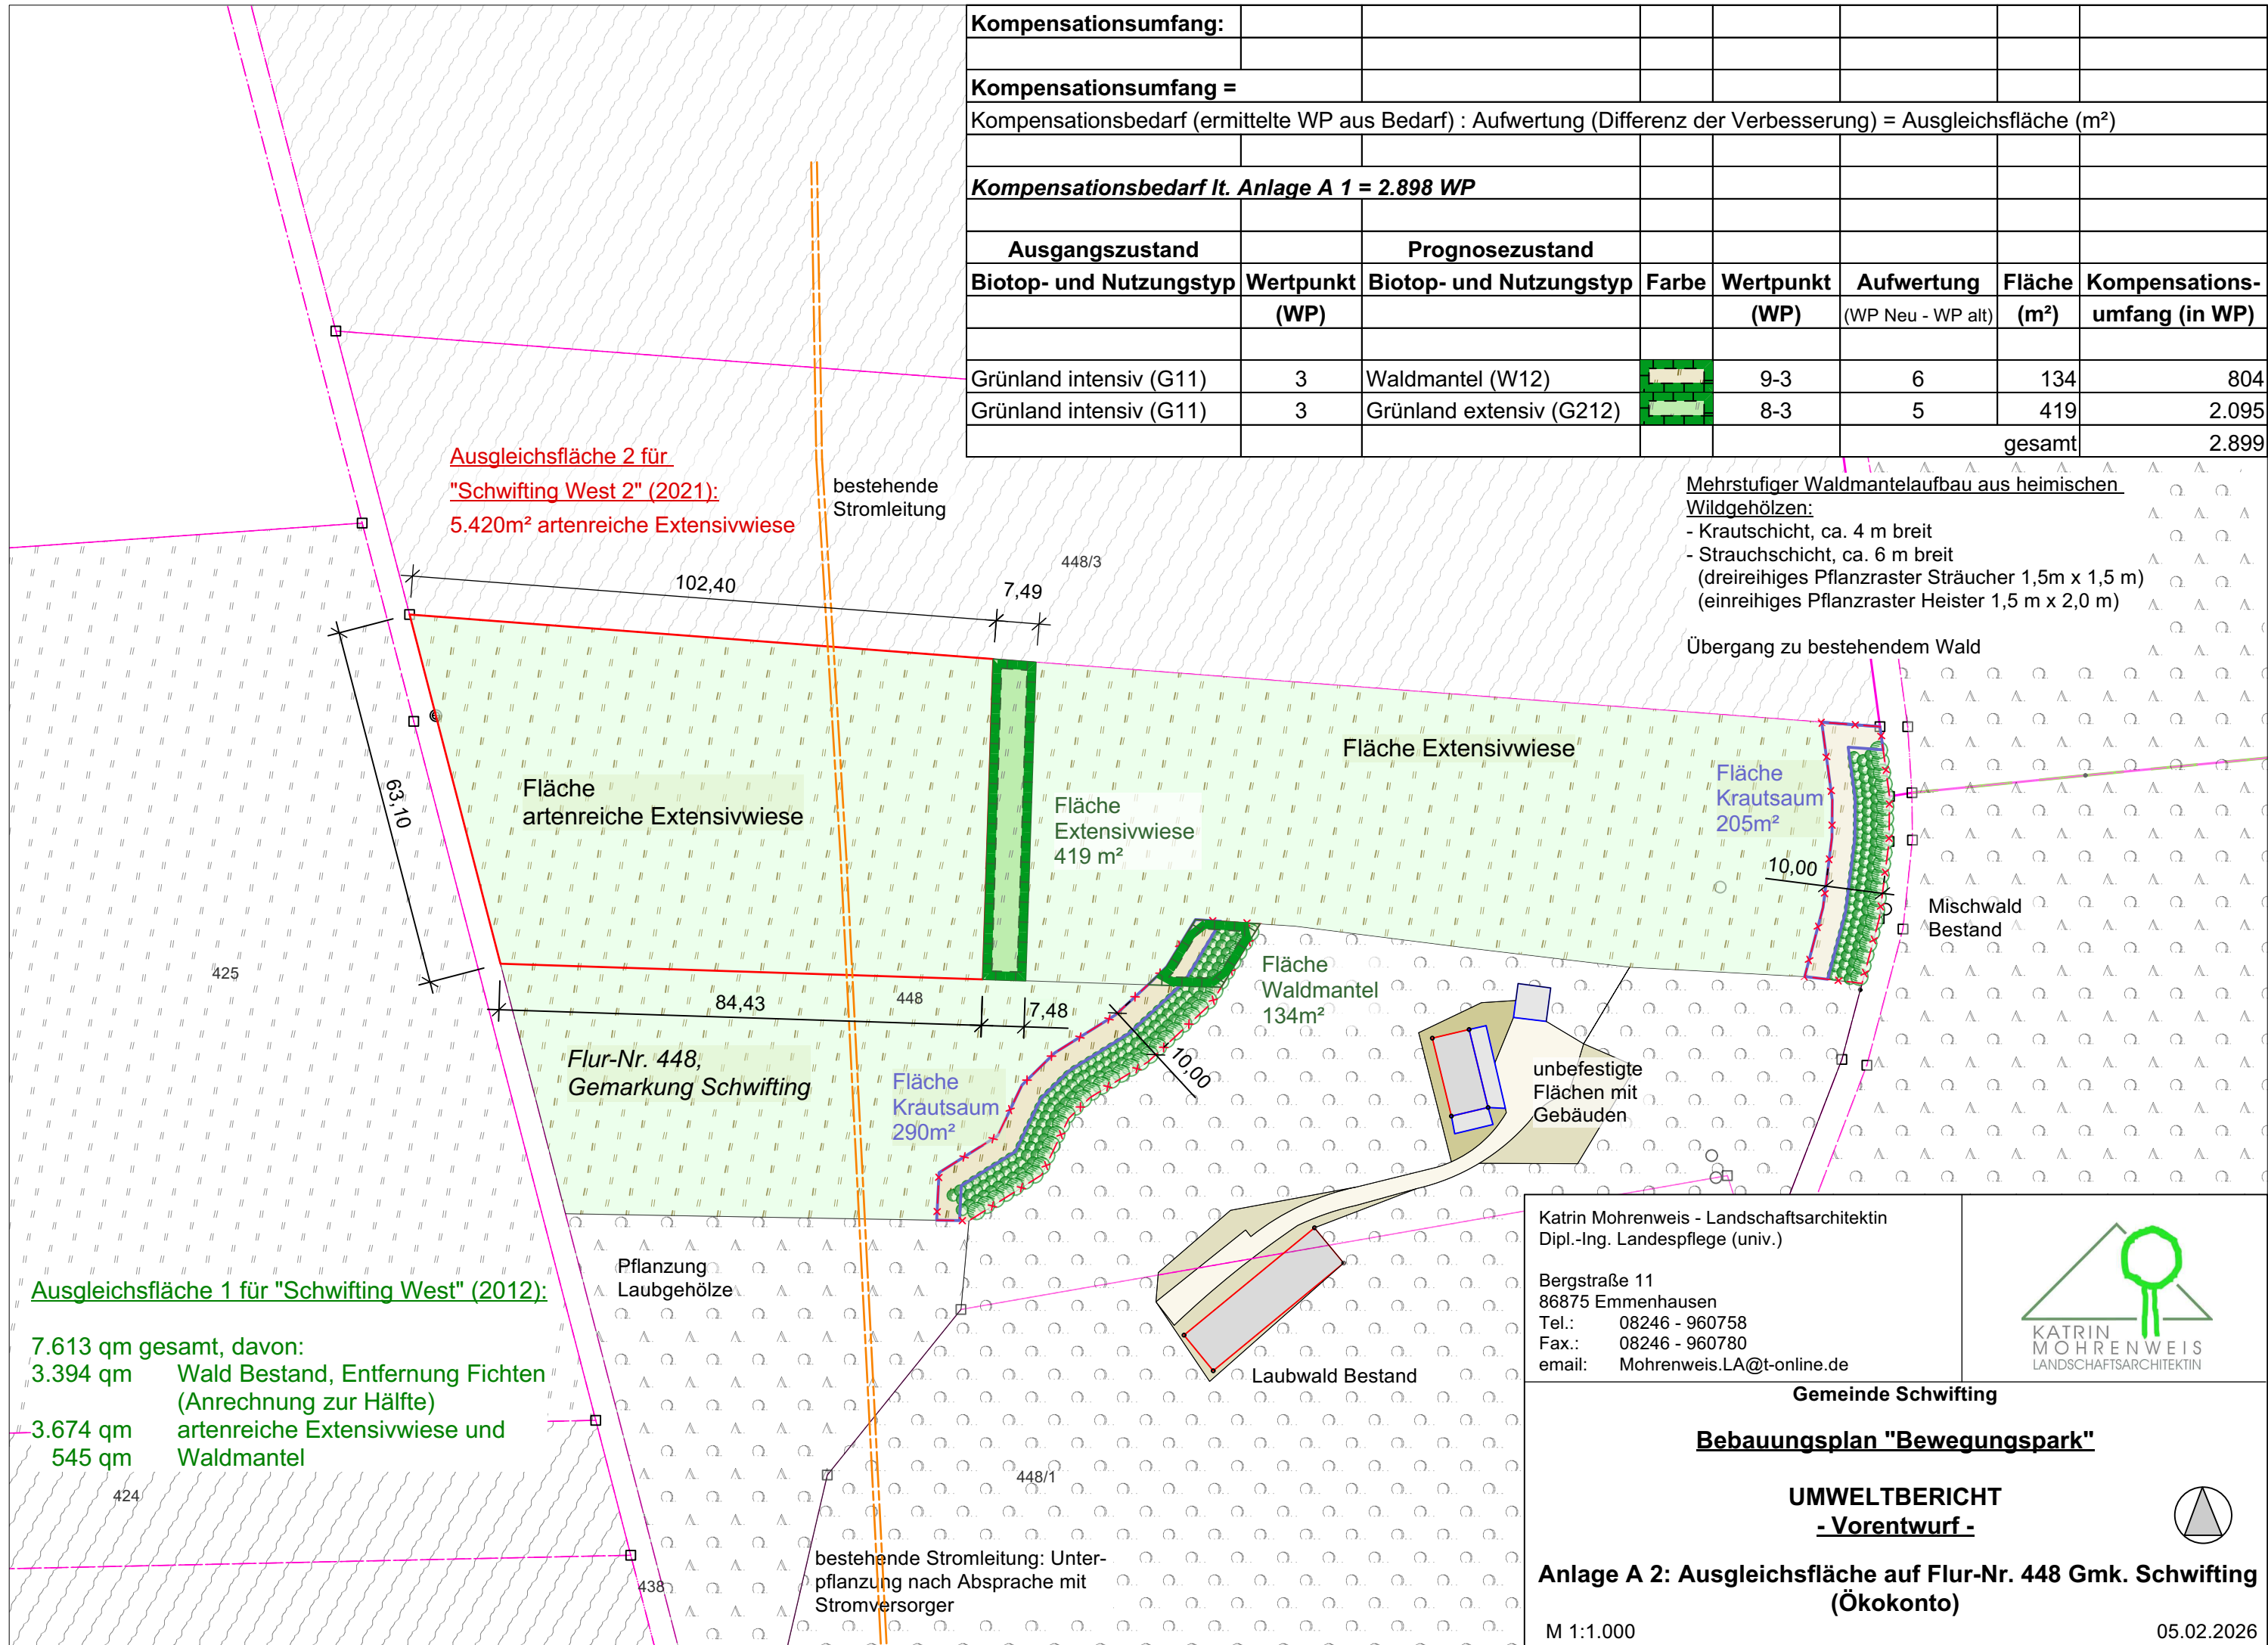 Kompensationsumfang:
Kompensationsumfang =
Kompensationsbedarf (ermittelte WP aus Bedarf) : Aufwertung (Differenz der Verbesserung) = Ausgleichsfläche (m²)
Kompensationsbedarf lt. Anlage A 1 = 2.898 WP
Ausgangszustand Prognosezustand
Biotop- und Nutzungstyp Wertpunkt Biotop- und Nutzungstyp Farbe Wertpunkt Aufwertung Fläche Kompensations-
(WP) (WP) (WP Neu - WP alt) (m²) umfang (in WP)
Grünland intensiv (G11) 3 Waldmantel (W12) 9-3 6 134 804
Grünland intensiv (G11) 3 Grünland extensiv (G212) 8-3 5 419 2.095
gesamt 2.899
Ausgleichsfläche 2 für
"Schwifting West 2" (2021):
5.420m² artenreiche Extensivwiese
bestehende
Stromleitung
448/3
Mehrstufiger Waldmantelaufbau aus heimischen
Wildgehölzen:
- Krautschicht, ca. 4 m breit
- Strauchschicht, ca. 6 m breit
(dreireihiges Pflanzraster Sträucher 1,5m x 1,5 m)
(einreihiges Pflanzraster Heister 1,5 m x 2,0 m)
Übergang zu bestehendem Wald
102,40
7,49
63,10
Fläche
artenreiche Extensivwiese
Fläche
Extensivwiese
419 m²
Fläche Extensivwiese
Fläche
Krautsaum
205m²
10,00
Mischwald
Bestand
425
84,43
448
7,48
Fläche
Waldmantel
134m²
10,00
Flur-Nr. 448,
Gemarkung Schwifting
Fläche
Krautsaum
290m²
unbefestigte
Flächen mit
Gebäuden
Pflanzung
Laubgehölze
Ausgleichsfläche 1 für "Schwifting West" (2012):
7.613 qm gesamt, davon:
3.394 qm Wald Bestand, Entfernung Fichten
(Anrechnung zur Hälfte)
3.674 qm artenreiche Extensivwiese und
545 qm Waldmantel
424
438
Laubwald Bestand
448/1
bestehende Stromleitung: Unter-
pflanzung nach Absprache mit
Stromversorger
Katrin Mohrenweis - Landschaftsarchitektin
Dipl.-Ing. Landespflege (univ.)
Bergstraße 11
86875 Emmenhausen
Tel.: 08246 - 960758
Fax.: 08246 - 960780
email: Mohrenweis.LA@t-online.de
KATRIN
MOHRENWEIS
LANDSCHAFTSARCHITEKTIN
Gemeinde Schwifting
Bebauungsplan "Bewegungspark"
UMWELTBERICHT
- Vorentwurf -
Anlage A 2: Ausgleichsfläche auf Flur-Nr. 448 Gmk. Schwifting
(Ökokonto)
M 1:1.000
05.02.2026